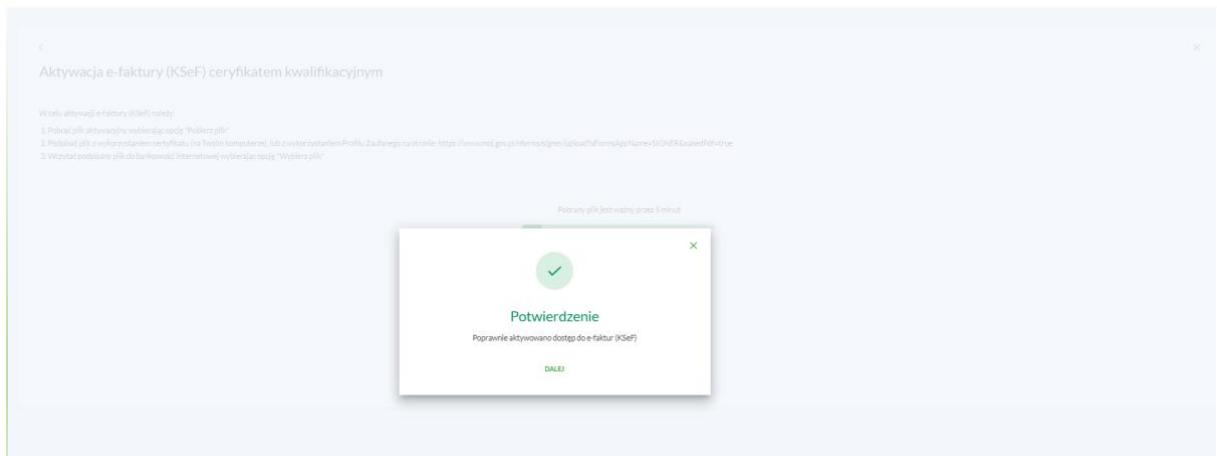 Aktywacja e-faktury (KSeF) ceryfikatem kwalifikacyjnym
W celu aktywacji e-faktury (KSeF) należy:
1. Pobrać plik aktywacyjny wybierając opcję "Pobierz plik"
2. Podpisać plik z wykorzystaniem certyfikatu (na Twoim komputerze), lub z wykorzystaniem Profilu Zaufanego na stronie:
3. Wczytać podpisany plik do bankowości internetowej wybierając opcję "Wybierz plik"
Pobrany plik jest ważny przez 5 minut
Potwierdzenie
Poprawnie aktywowano dostęp do e-faktur (KSeF)
DALEJ